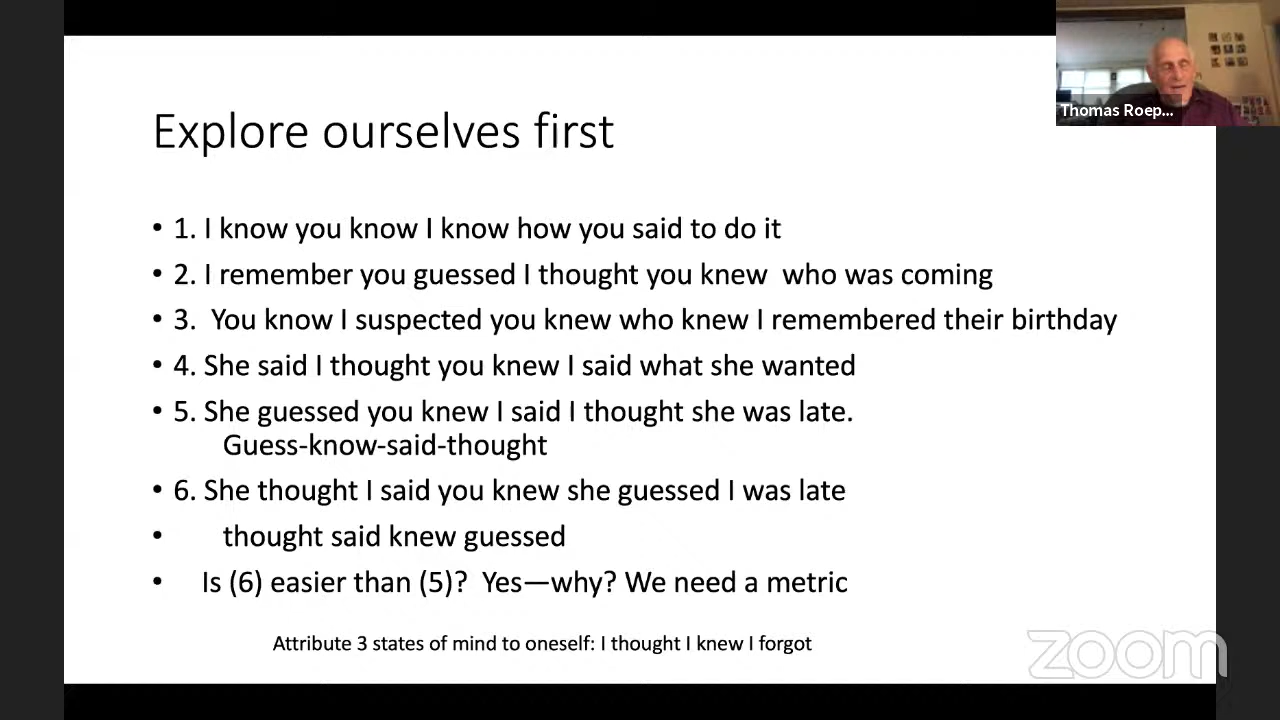 Thomas Roep...
Explore ourselves first
• 1. I know you know I know how you said to do it
• 2. I remember you guessed I thought you knew  who was coming
• 3.  You know I suspected you knew who knew I remembered their birthday
• 4. She said I thought you knew I said what she wanted
• 5. She guessed you knew I said I thought she was late.
Guess-know-said-thought
• 6. She thought I said you knew she guessed I was late
• thought said knew guessed
• Is (6) easier than (5)?  Yes—why? We need a metric
Attribute 3 states of mind to oneself: I thought I knew I forgot
zoom